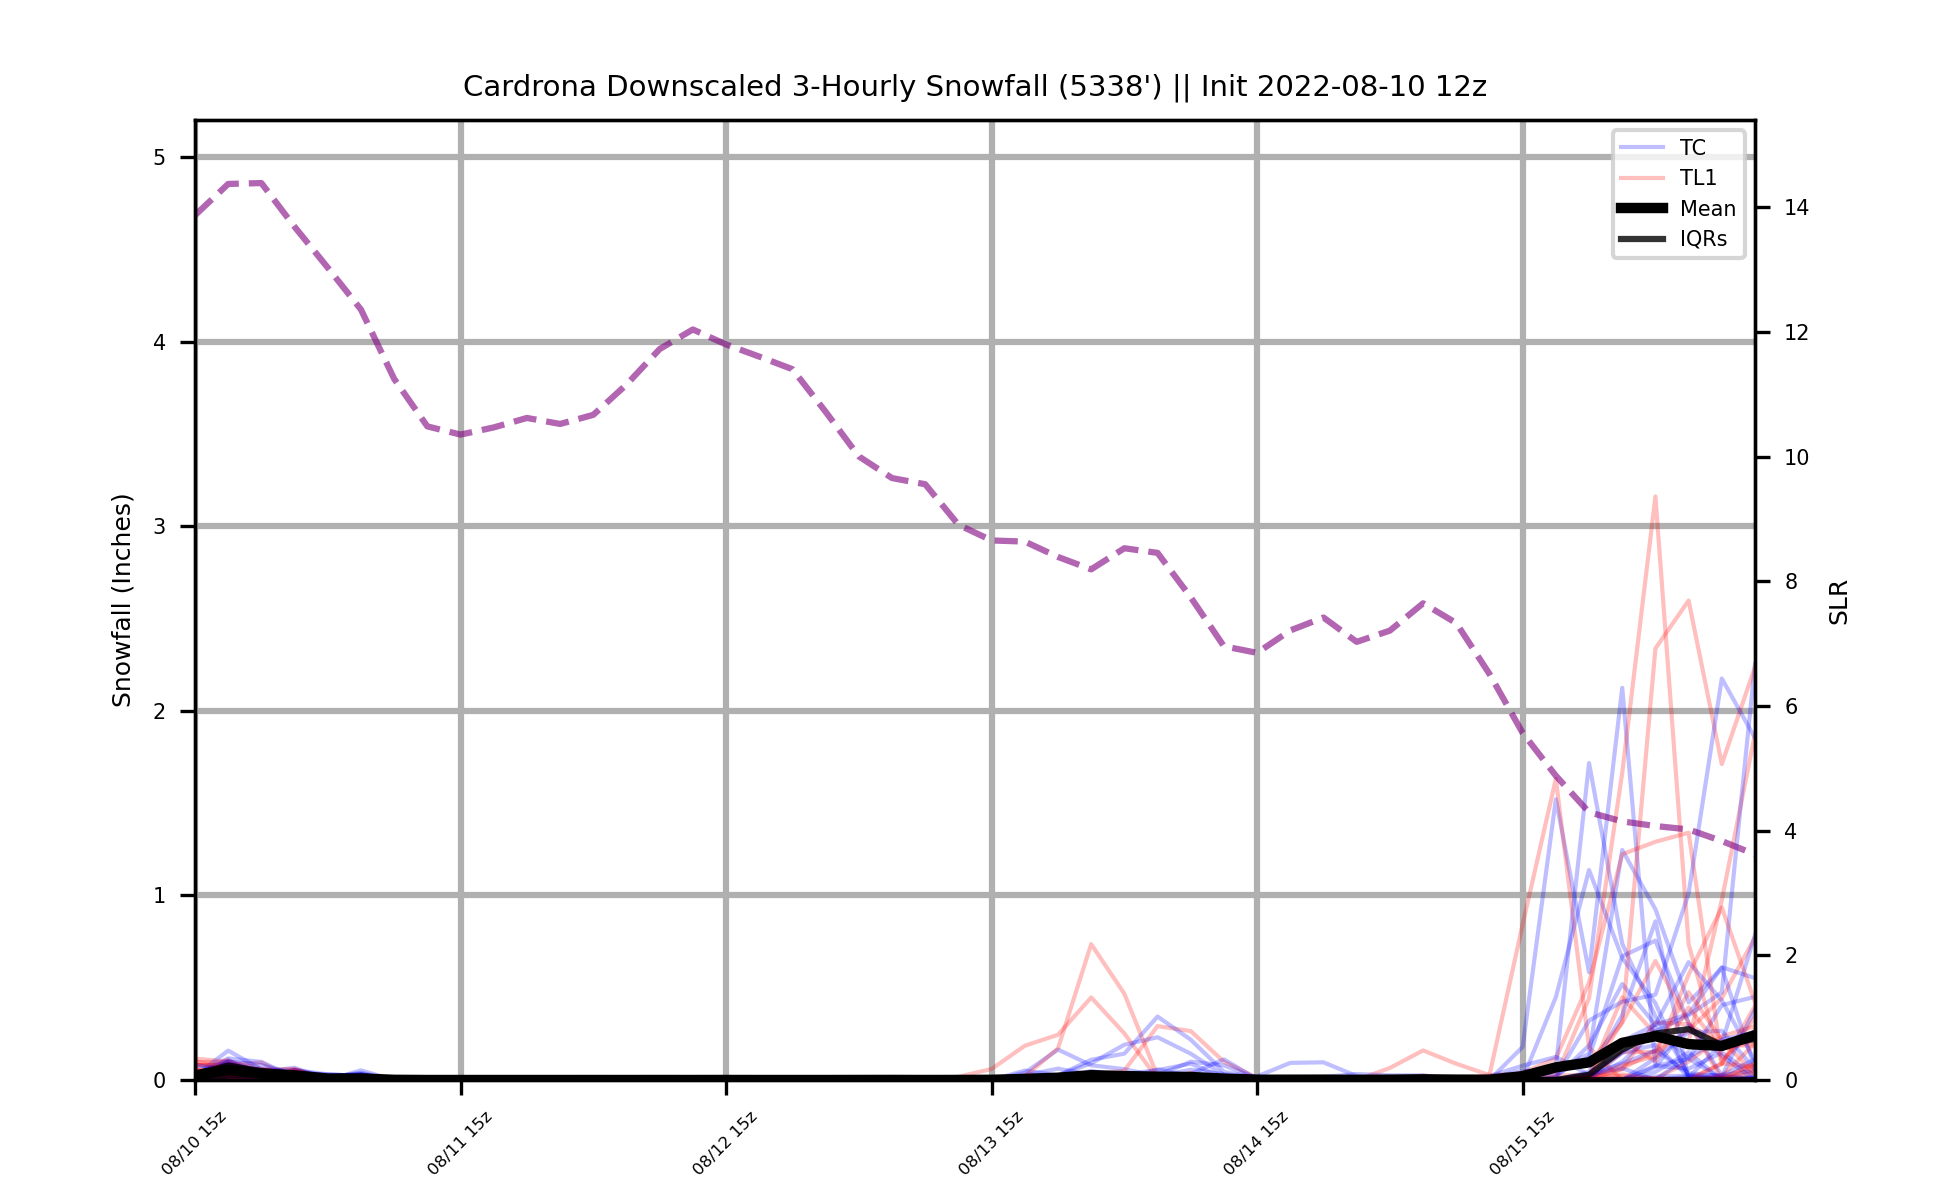 Cardrona Downscaled 3-Hourly Snowfall (5338') || Init 2022-08-10 12z
TC
TL1
Mean
IQRs
Snowfall (Inches)
5
4
3
2
1
0
14
12
10
8
6
4
2
0
SLR
08/10 15z
08/11 15z
08/12 15z
08/13 15z
08/14 15z
08/15 15z